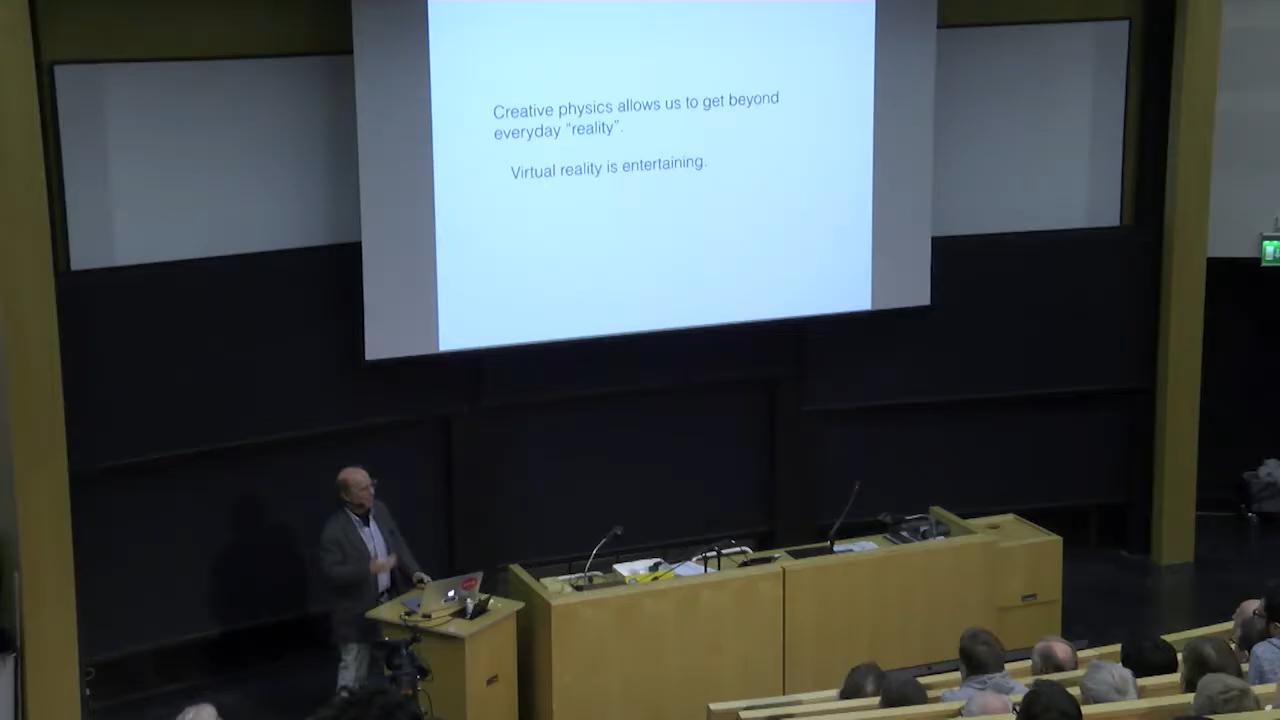 Creative physics allows us to get beyond
everyday “reality”.
Virtual reality is entertaining.